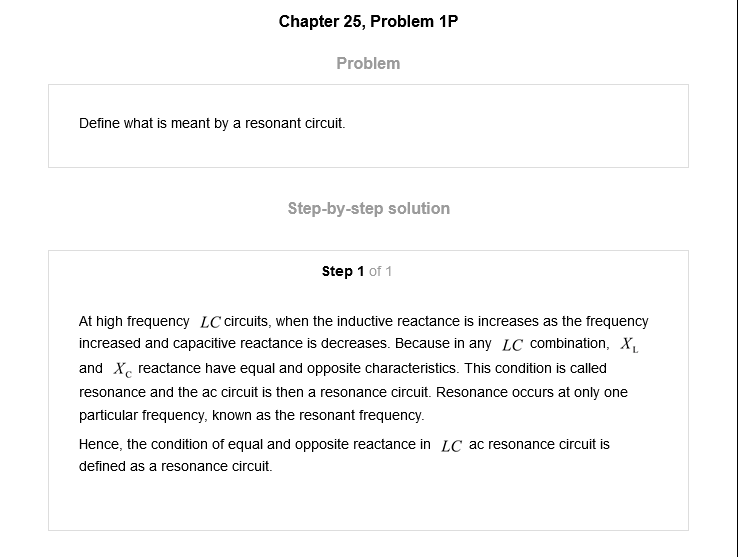 Chapter 25, Problem 1P
Problem
Define what is meant by a resonant circuit.
Step-by-step solution
Step 1 of 1
At high frequency LC circuits, when the inductive reactance is increases as the frequency
increased and capacitive reactance is decreases. Because in any LC combination, X_L
and X_C reactance have equal and opposite characteristics. This condition is called
resonance and the ac circuit is then a resonance circuit. Resonance occurs at only one
particular frequency, known as the resonant frequency.
Hence, the condition of equal and opposite reactance in LC ac resonance circuit is
defined as a resonance circuit.